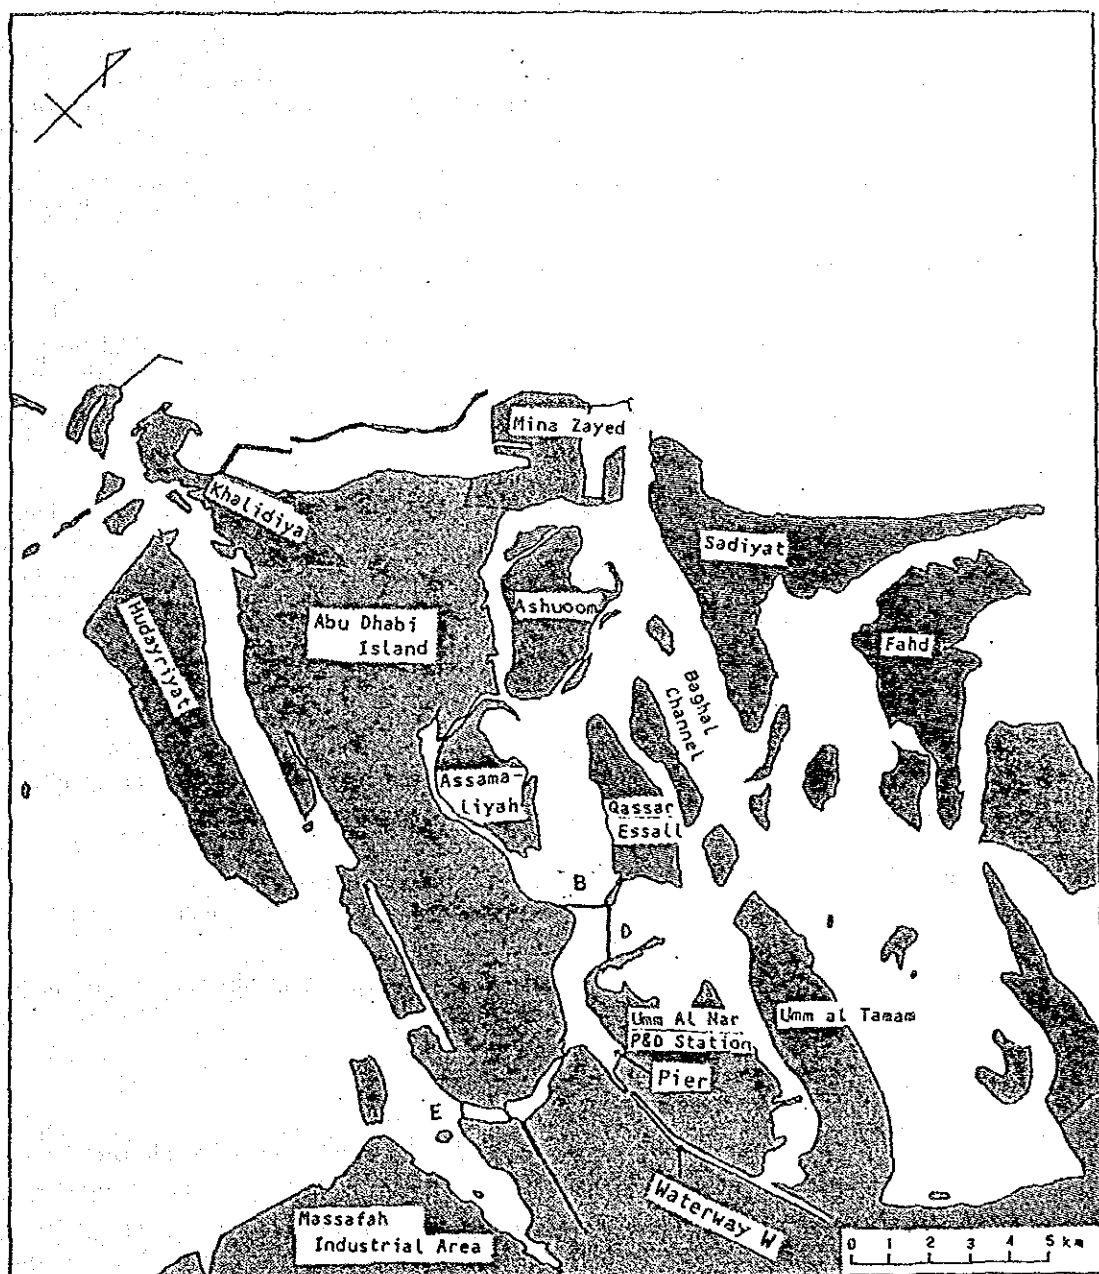 Mina Zayed
Khalidiya
Sadiyat
Ashuoom
Hudayriyat
Abu Dhabi
Island
Fahd
Baghal
Channel
Assama-
liyah
Qassar
Essall
B
D
Umm Al Nar
P&D Station
Umm al Tamam
Pier
E
Waterway W
Massafah
Industrial Area
0 1 2 3 4 5 km